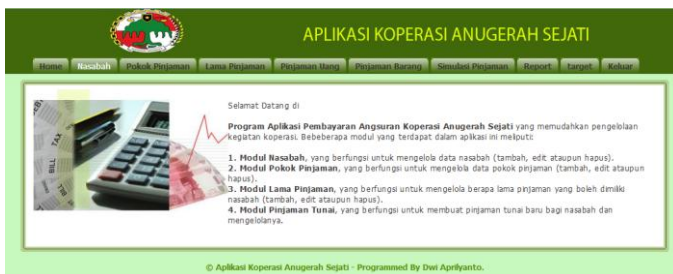 APLIKASI KOPERASI ANUGERAH SEJATI
Home Nasabah Pokok Pinjaman Lama Pinjaman Pinjaman Uang Pinjaman Barang Simulasi Pinjaman Report target Keluar
Selamat Datang di
Program Aplikasi Pembayaran Angsuran Koperasi Anugerah Sejati yang memudahkan pengelolaan
kegiatan koperasi. Bebeberapa modul yang terdapat dalam aplikasi ini meliputi:
1. Modul Nasabah, yang berfungsi untuk mengelola data nasabah (tambah, edit ataupun hapus).
2. Modul Pokok Pinjaman, yang berfungsi untuk mengelola data pokok pinjaman (tambah, edit ataupun
hapus).
3. Modul Lama Pinjaman, yang berfungsi untuk mengelola berapa lama pinjaman yang boleh dimiliki
nasabah (tambah, edit ataupun hapus).
4. Modul Pinjaman Tunai, yang berfungsi untuk membuat pinjaman tunai baru bagi nasabah dan
mengelolanya.
TAX
BILL
© Aplikasi Koperasi Anugerah Sejati - Programmed By Dwi Aprilyanto.